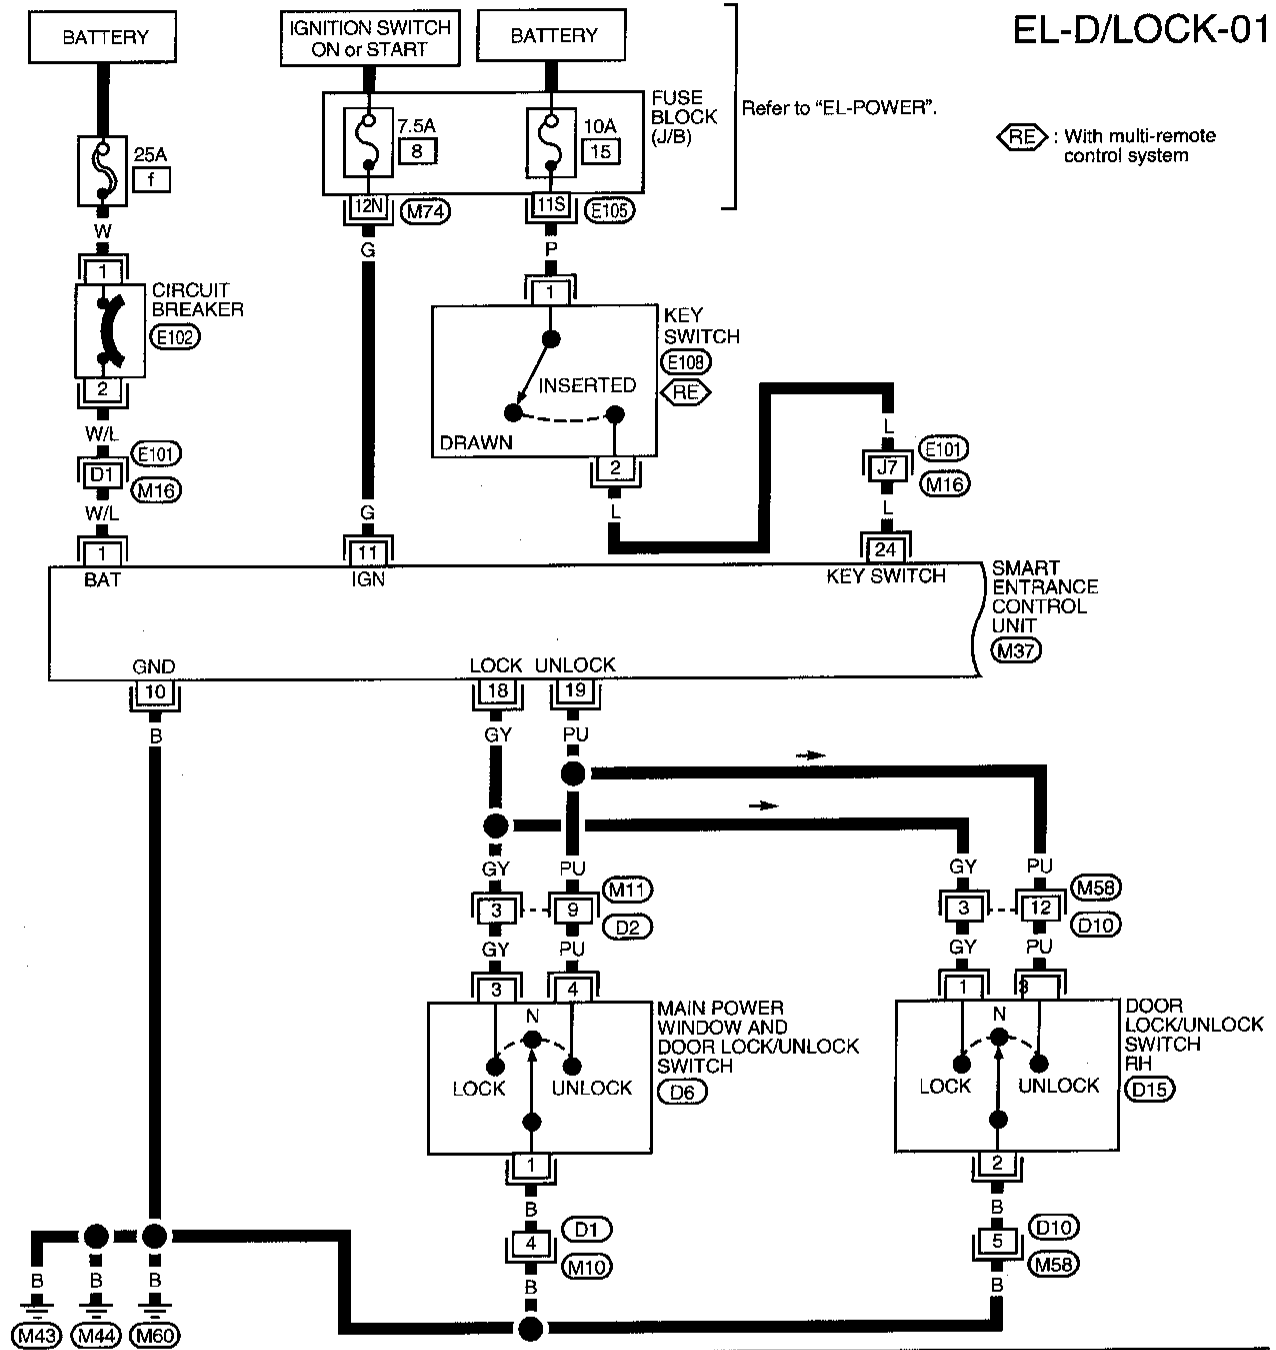 EL-D/LOCK-01
BATTERY
IGNITION SWITCH
ON or START
BATTERY
FUSE
BLOCK
(J/B)
Refer to "EL-POWER".
RE : With multi-remote
control system
25A
f
7.5A
8
10A
15
12N
M74
11S
E105
W
G
P
1
1
CIRCUIT
BREAKER
E102
KEY
SWITCH
E108
RE
INSERTED
DRAWN
2
2
W/L
L
E101
D1
M16
E101
J7
M16
W/L
G
L
L
1
11
24
BAT
IGN
KEY SWITCH
SMART
ENTRANCE
CONTROL
UNIT
M37
GND
LOCK
UNLOCK
10
18
19
B
GY
PU
GY
PU
GY
PU
M11
3
9
D2
M58
3
12
D10
GY
PU
GY
PU
3
4
1
3
N
LOCK
UNLOCK
MAIN POWER
WINDOW AND
DOOR LOCK/UNLOCK
SWITCH
D6
N
LOCK
UNLOCK
DOOR
LOCK/UNLOCK
SWITCH
RH
D15
1
2
B
B
D1
4
M10
D10
5
M58
B
B
B
B
B
M43
M44
M60